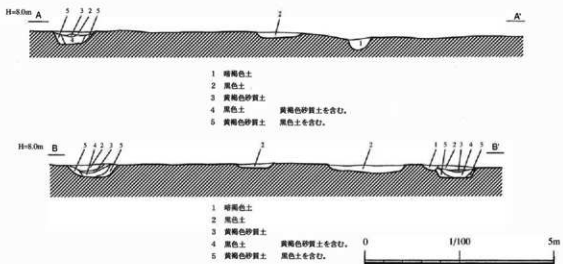 H=8.0m A A'
5 3 2 5 2
4 1
1 暗褐色土
2 黒色土
3 黄褐色砂質土
4 黒色土 黄褐色砂質土を含む。
5 黄褐色砂質土 黒色土を含む。
H=8.0m B B'
5 4 2 3 5 2 2 1 5 2 3 4 5
1 暗褐色土
2 黒色土
3 黄褐色砂質土
4 黒色土 黄褐色砂質土を含む。
5 黄褐色砂質土 黒色土を含む。
0 1/100 5m